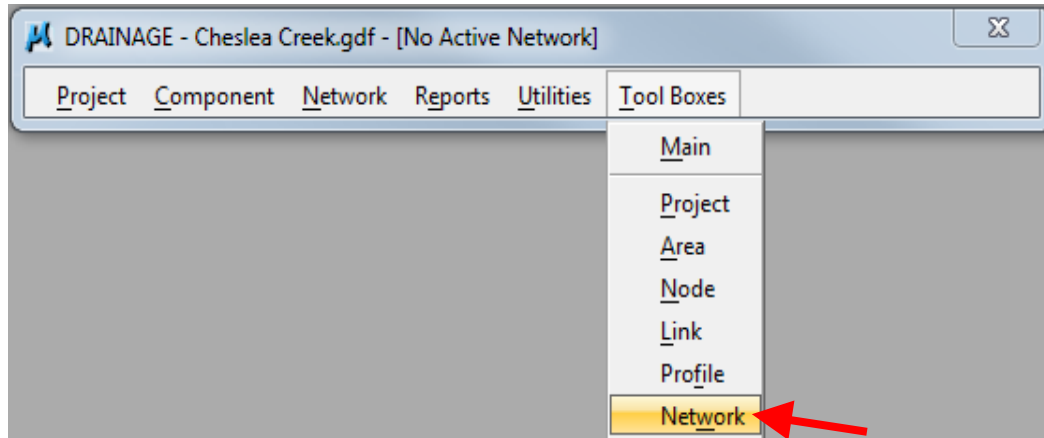 DRAINAGE - Cheslea Creek.gdf - [No Active Network]
Project Component Network Reports Utilities Tool Boxes
Main
Project
Area
Node
Link
Profile
Network